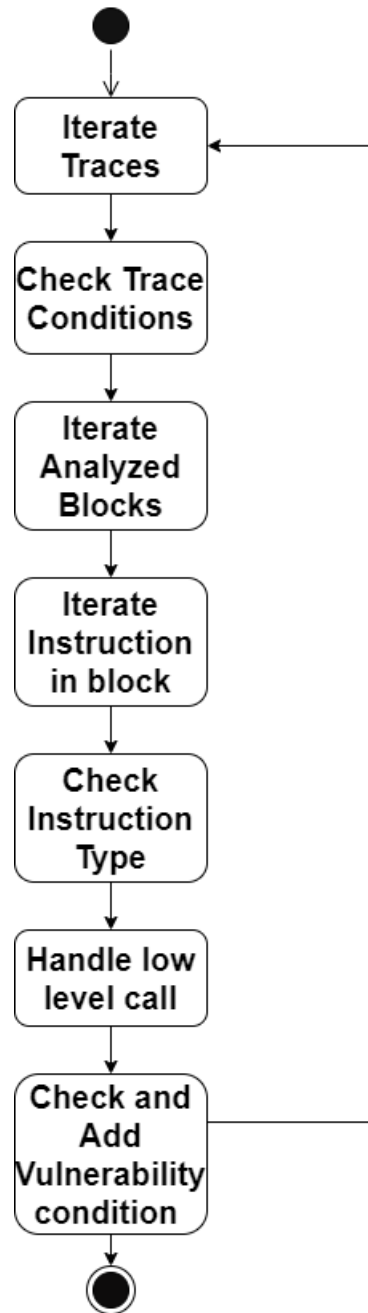 Iterate
Traces
Check Trace
Conditions
Iterate
Analyzed
Blocks
Iterate
Instruction
in block
Check
Instruction
Type
Handle low
level call
Check and
Add
Vulnerability
condition